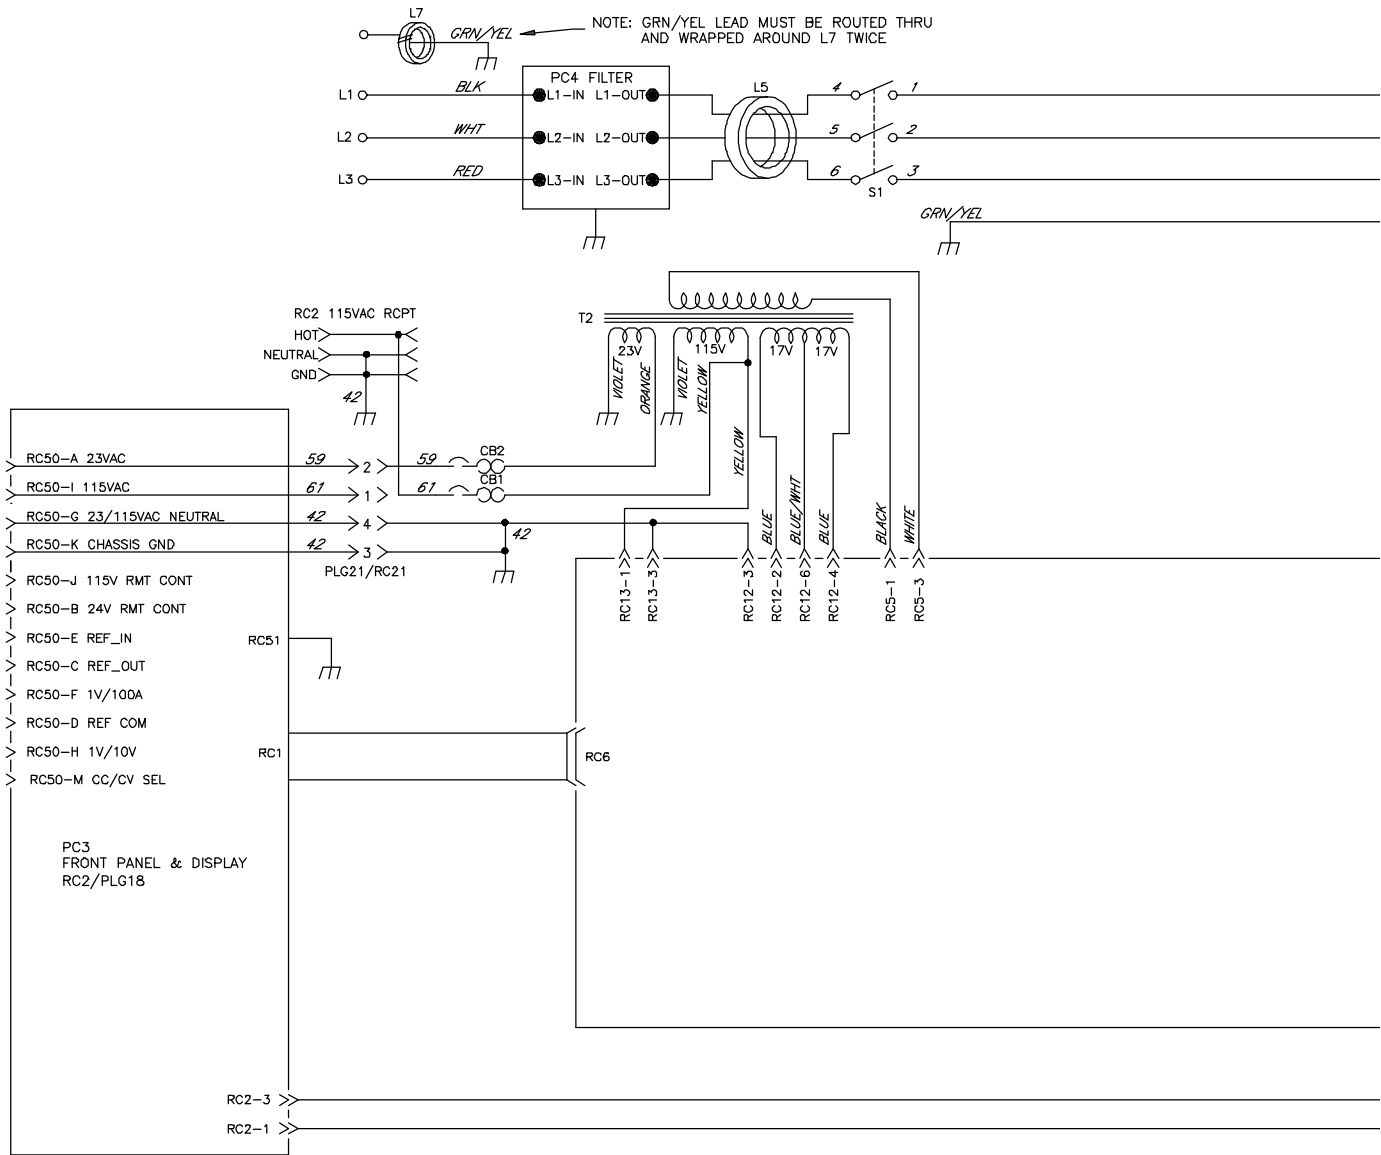 L7
GRN/YEL
NOTE: GRN/YEL LEAD MUST BE ROUTED THRU
AND WRAPPED AROUND L7 TWICE
PC4 FILTER
L5
L1
BLK
L1-IN L1-OUT
4
1
L2
WHT
L2-IN L2-OUT
5
2
L3
RED
L3-IN L3-OUT
6
3
S1
GRN/YEL
RC2 115VAC RCPT
HOT
NEUTRAL
GND
42
T2
23V
115V
17V
17V
VIOLET
ORANGE
VIOLET
YELLOW
YELLOW
BLUE
BLUE/WHT
BLUE
BLACK
WHITE
RC50-A 23VAC
59
2
59
CB2
RC50-I 115VAC
61
1
61
CB1
RC50-G 23/115VAC NEUTRAL
42
4
42
RC50-K CHASSIS GND
42
3
PLG21/RC21
RC13-1
RC13-3
RC12-3
RC12-2
RC12-6
RC12-4
RC5-1
RC5-3
RC50-J 115V RMT CONT
RC50-B 24V RMT CONT
RC50-E REF_IN
RC51
RC50-C REF_OUT
RC50-F 1V/100A
RC50-D REF COM
RC50-H 1V/10V
RC1
RC6
RC50-M CC/CV SEL
PC3
FRONT PANEL & DISPLAY
RC2/PLG18
RC2-3
RC2-1